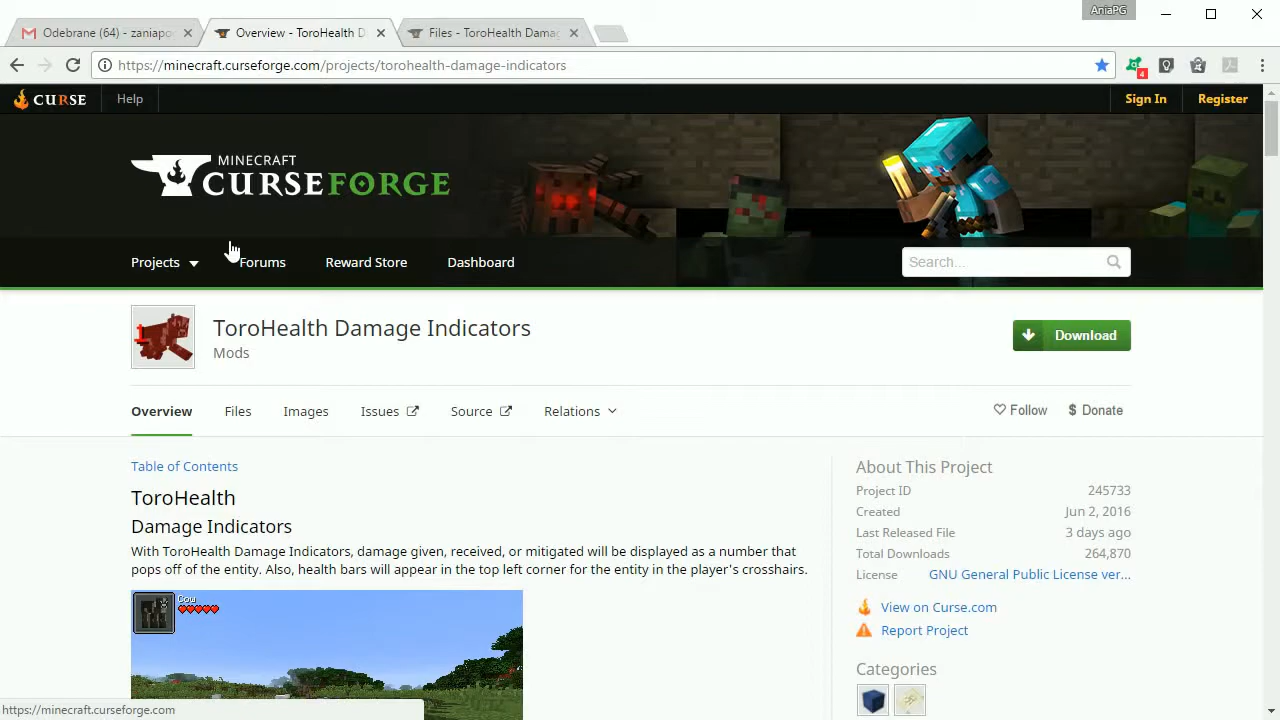 AniaPG
Odebrane (64) - zaniapo
Overview - ToroHealth D
Files - ToroHealth Damag
https://minecraft.curseforge.com/projects/torohealth-damage-indicators
4
CURSE
Help
Sign In
Register
MINECRAFT
CURSEFORGE
Projects
Forums
Reward Store
Dashboard
Search...
ToroHealth Damage Indicators
Mods
Download
Overview
Files
Images
Issues
Source
Relations
Follow
$ Donate
Table of Contents
ToroHealth
Damage Indicators
With ToroHealth Damage Indicators, damage given, received, or mitigated will be displayed as a number that
pops off of the entity. Also, health bars will appear in the top left corner for the entity in the player's crosshairs.
Cow
About This Project
Project ID 245733
Created Jun 2, 2016
Last Released File 3 days ago
Total Downloads 264,870
License GNU General Public License ver...
View on Curse.com
Report Project
Categories
https://minecraft.curseforge.com